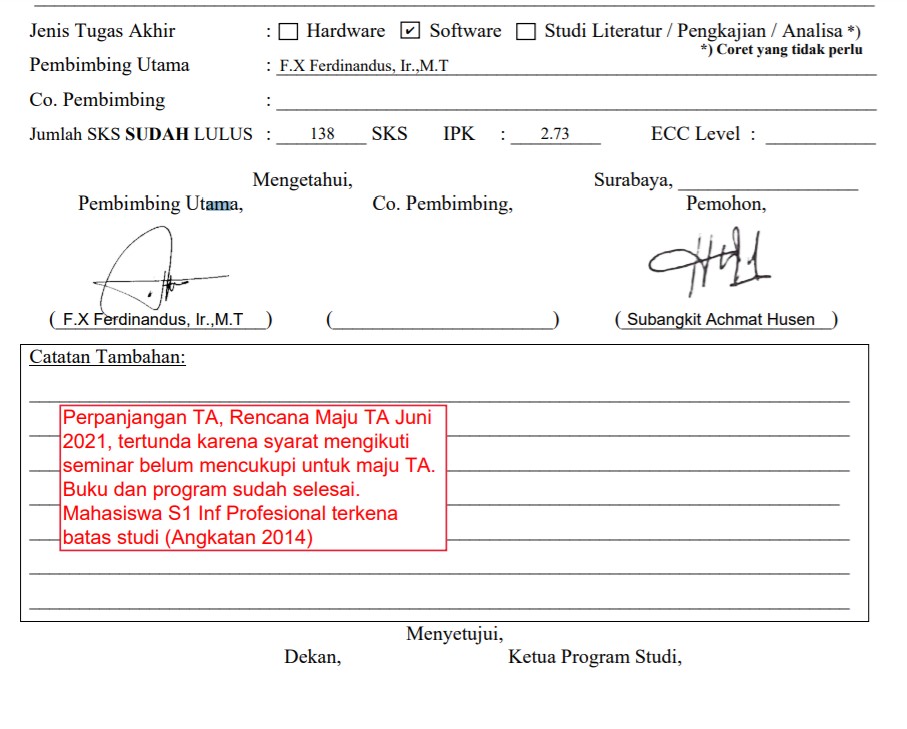 Jenis Tugas Akhir : ☐ Hardware ☑ Software ☐ Studi Literatur / Pengkajian / Analisa *)
*) Coret yang tidak perlu
Pembimbing Utama : F.X Ferdinandus, Ir.,M.T
Co. Pembimbing :
Jumlah SKS SUDAH LULUS : 138 SKS IPK : 2.73 ECC Level :
Mengetahui, Surabaya,
Pembimbing Utama, Co. Pembimbing, Pemohon,
( F.X Ferdinandus, Ir.,M.T ) ( ) ( Subangkit Achmat Husen )
Catatan Tambahan:
Perpanjangan TA, Rencana Maju TA Juni
2021, tertunda karena syarat mengikuti
seminar belum mencukupi untuk maju TA.
Buku dan program sudah selesai.
Mahasiswa S1 Inf Profesional terkena
batas studi (Angkatan 2014)
Menyetujui,
Dekan, Ketua Program Studi,